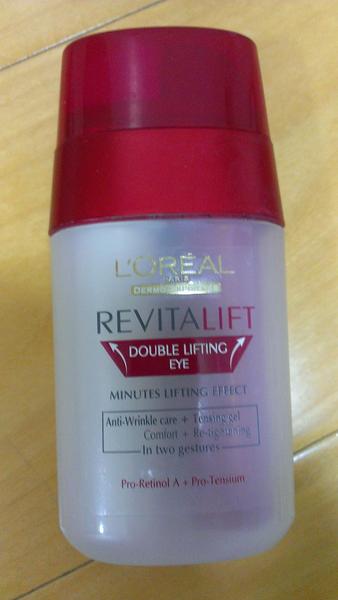 L'ORÉAL
PARIS
DERMO-EXPERTISE
REVITALIFT
DOUBLE LIFTING
EYE
MINUTES LIFTING EFFECT
Anti-Wrinkle care + Tensing gel
Comfort + Re-tightening
In two gestures
Pro-Retinol A + Pro-Tensium